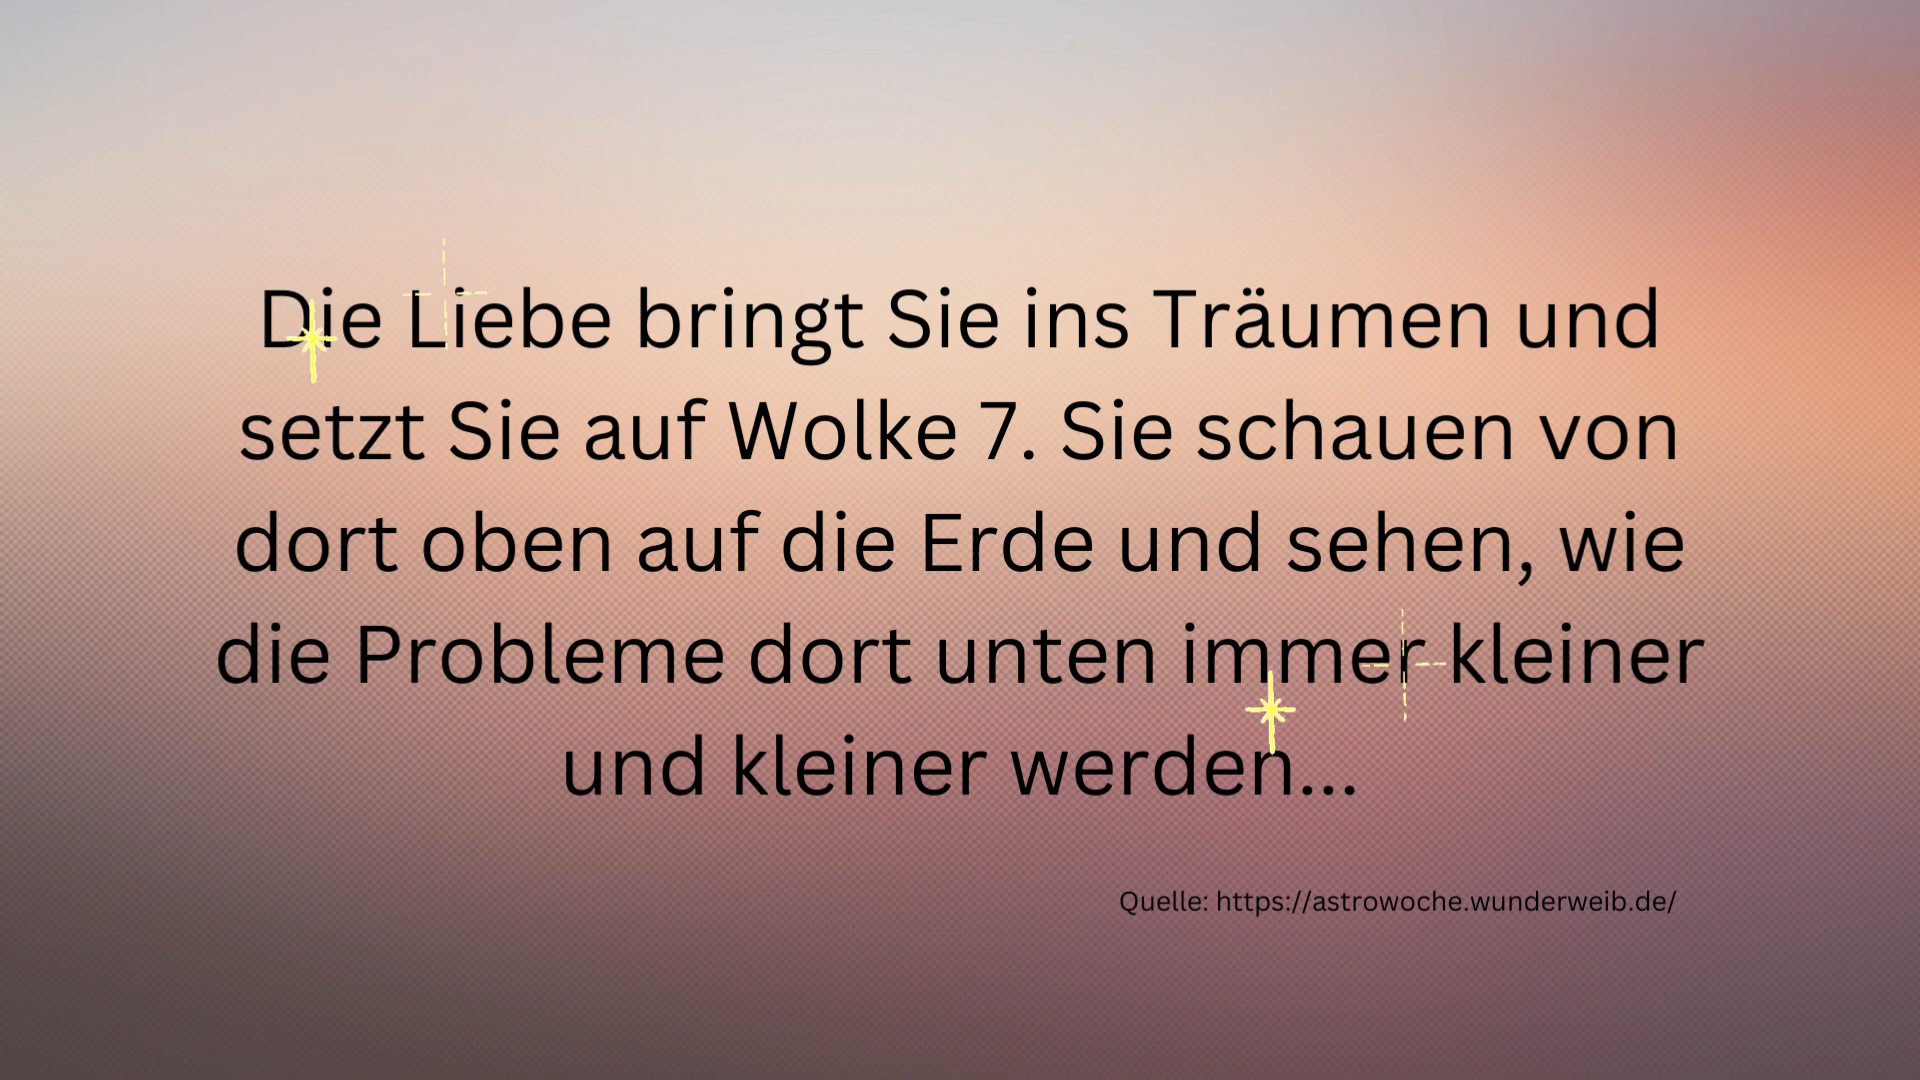 Die Liebe bringt Sie ins Träumen und
setzt Sie auf Wolke 7. Sie schauen von
dort oben auf die Erde und sehen, wie
die Probleme dort unten immer kleiner
und kleiner werden...
Quelle: https://astrowoche.wunderweib.de/